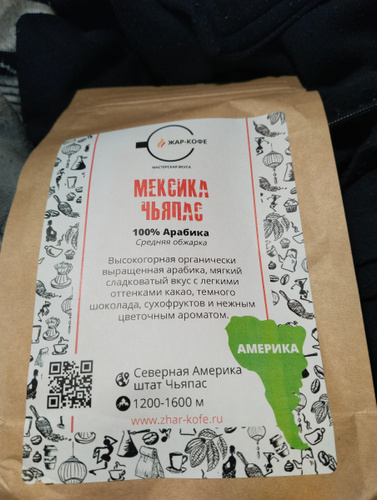 ЖАР-КОФЕ
МАСТЕРСКАЯ ВКУСА
МЕКСИКА
ЧЬЯПАС
100% Арабика
Средняя обжарка
Высокогорная органически
выращенная арабика, мягкий
сладковатый вкус с легкими
оттенками какао, темного
шоколада, сухофруктов и нежным
цветочным ароматом.
АМЕРИКА
Северная Америка
штат Чьяпас
1200-1600 м
www.zhar-kofe.ru